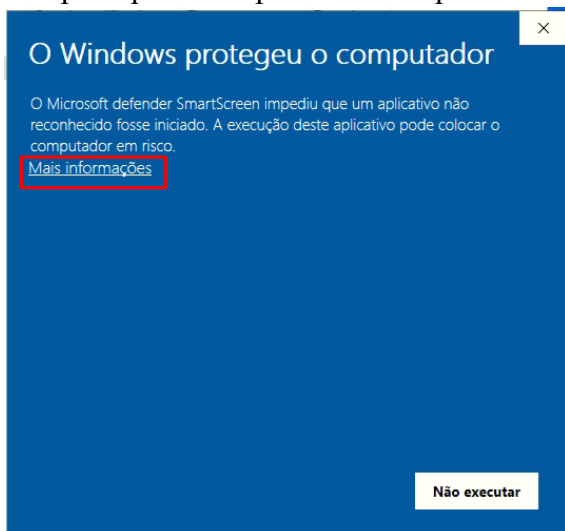 O Windows protegeu o computador
O Microsoft defender SmartScreen impediu que um aplicativo não
reconhecido fosse iniciado. A execução deste aplicativo pode colocar o
computador em risco.
Mais informações
Não executar